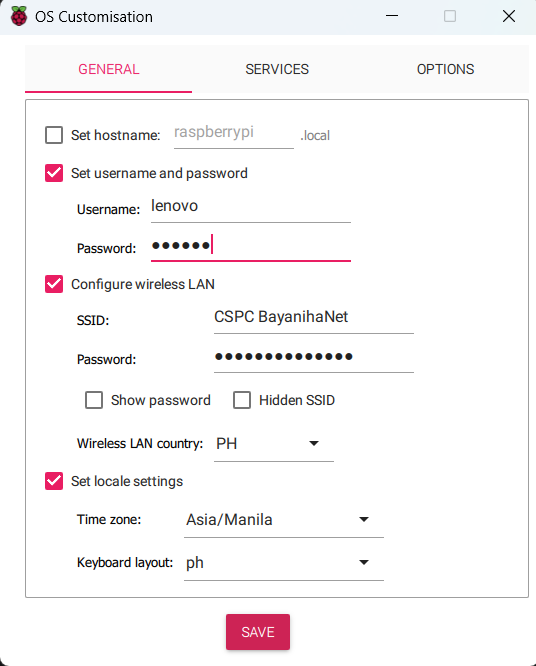 OS Customisation
GENERAL SERVICES OPTIONS
Set hostname: raspberrypi .local
Set username and password
Username: lenovo
Password: ●●●●●●
Configure wireless LAN
SSID: CSPC BayanihaNet
Password: ●●●●●●●●●●●●●●
Show password Hidden SSID
Wireless LAN country: PH
Set locale settings
Time zone: Asia/Manila
Keyboard layout: ph
SAVE